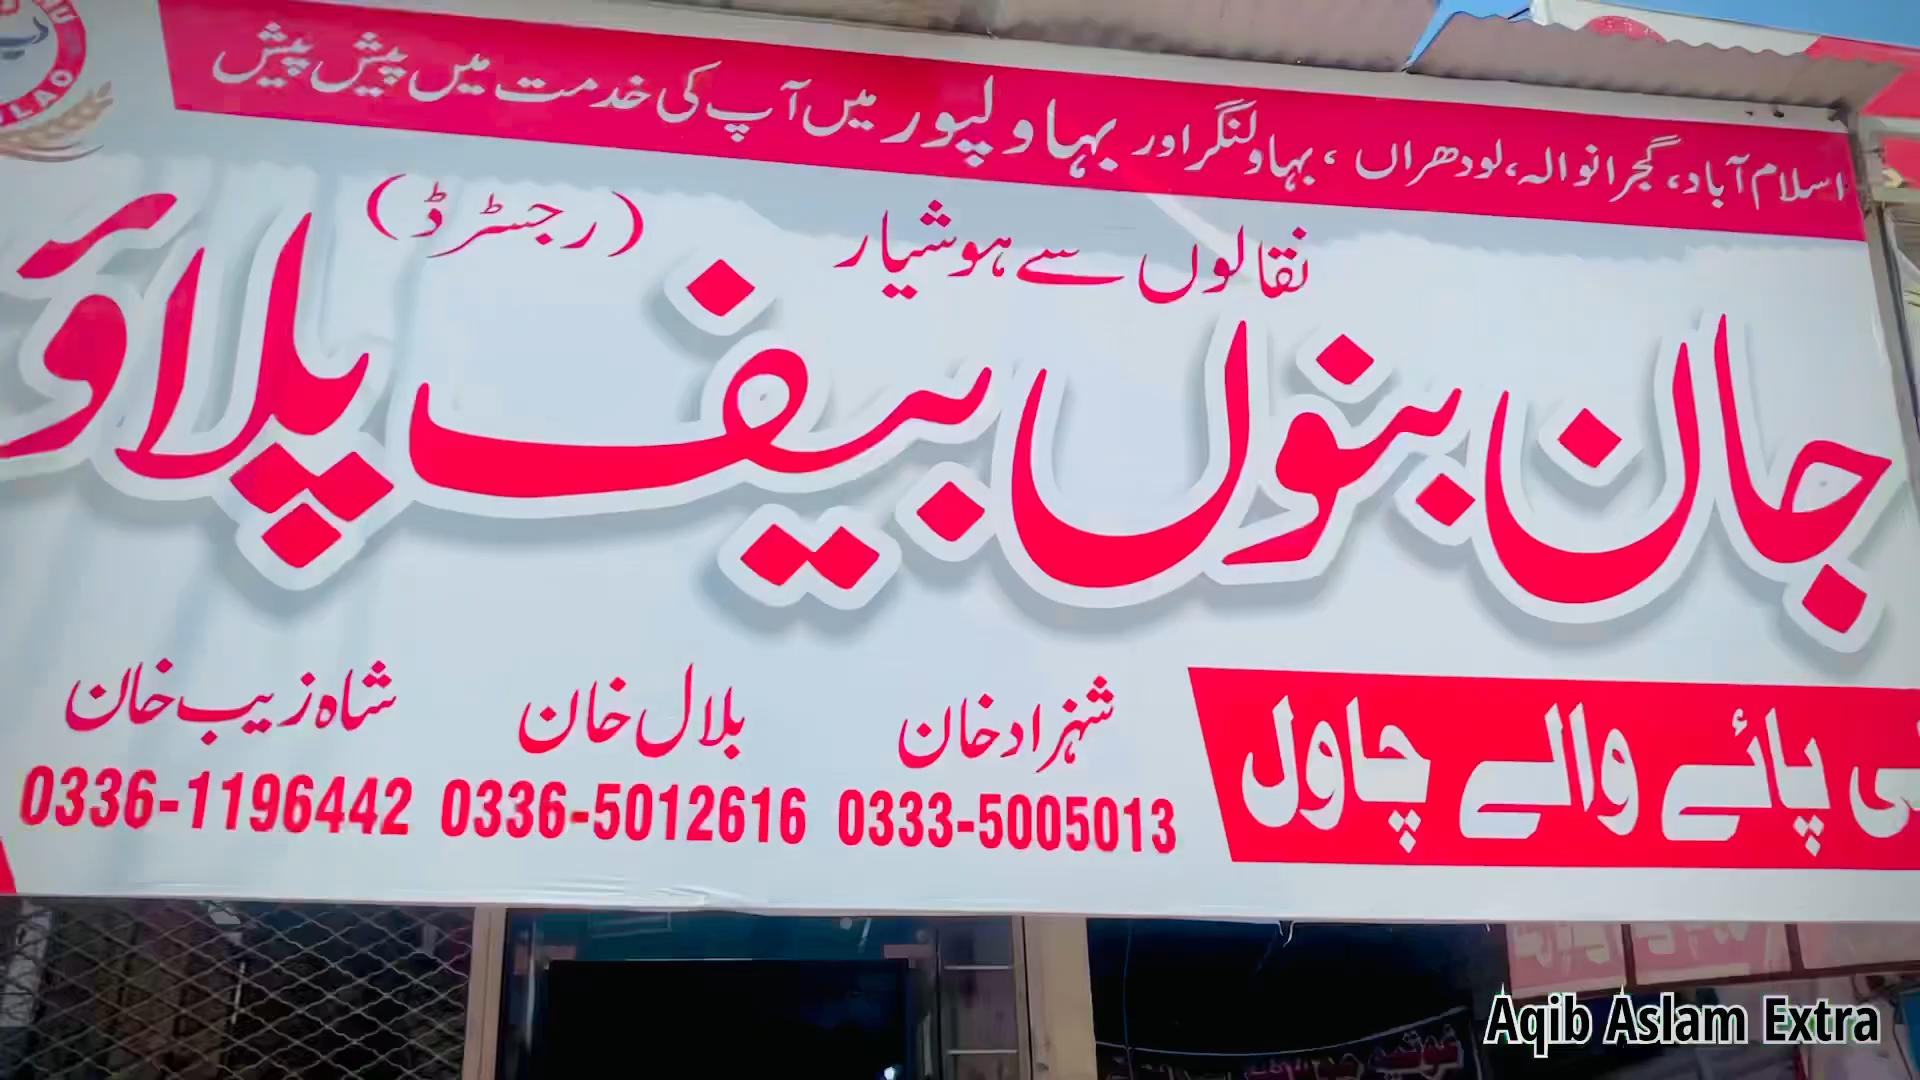 اسلام آباد، گجرانوالہ، لودھراں، بہاولنگر اور بہاولپور میں آپ کی خدمت میں پیش پیش
نقالوں سے ہوشیار (رجسٹرڈ)
جان بنوں بیف پلاؤ
پائے والے چاول
شہزاد خان
0333-5005013
بلال خان
0336-5012616
شاہ زیب خان
0336-1196442
Aqib Aslam Extra